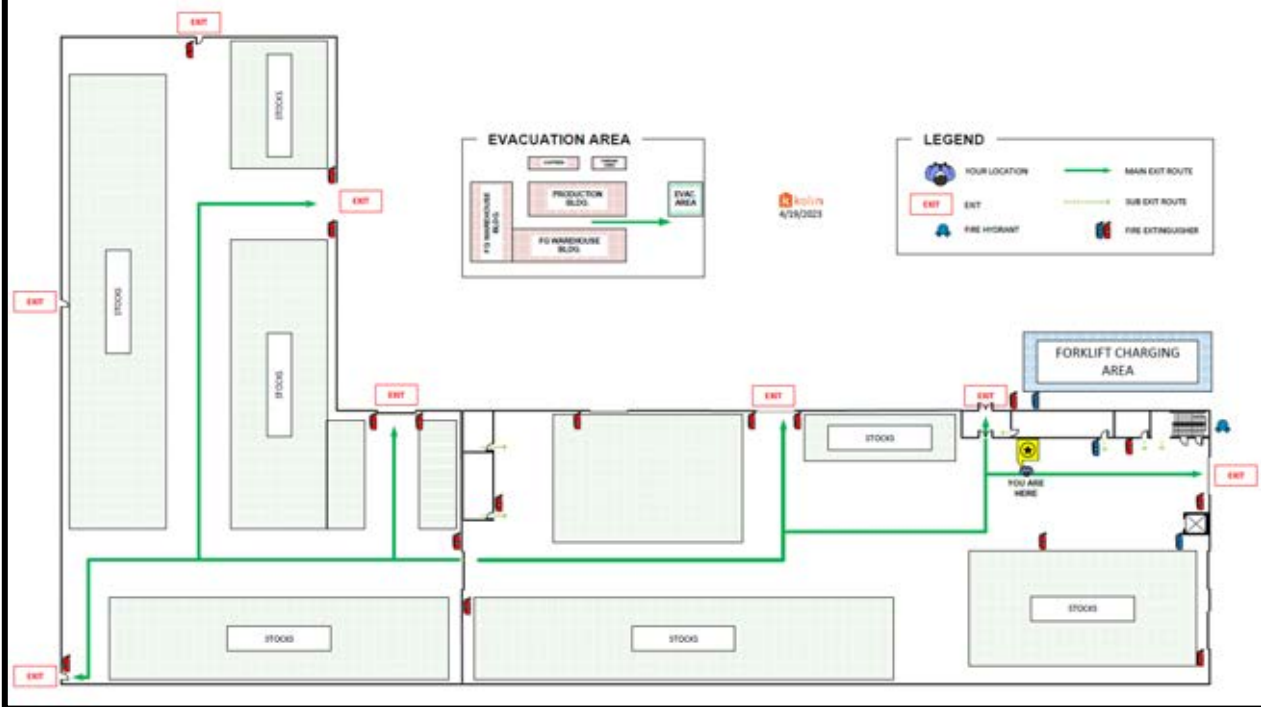 EXIT
STOCKS
EVACUATION AREA
PRODUCTION
BLDG.
EVAC.
AREA
FG WAREHOUSE
BLDG.
FG WAREHOUSE
BLDG.
kolin
4/19/2023
LEGEND
YOUR LOCATION
MAIN EXIT ROUTE
EXIT
EXIT
SUB EXIT ROUTE
FIRE HYDRANT
FIRE EXTINGUISHER
EXIT
EXIT
STOCKS
STOCKS
FORKLIFT CHARGING
AREA
EXIT
EXIT
EXIT
STOCKS
YOU ARE
HERE
EXIT
STOCKS
STOCKS
STOCKS
EXIT